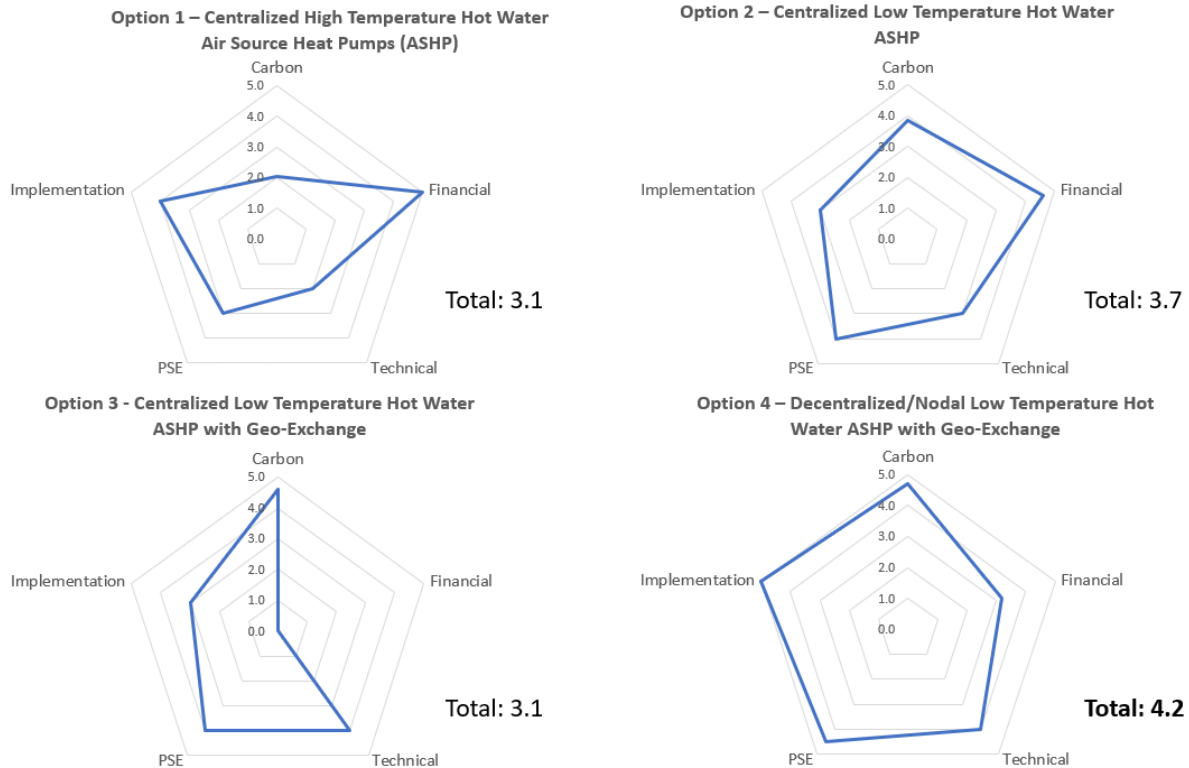 Option 1 – Centralized High Temperature Hot Water
Air Source Heat Pumps (ASHP)
Carbon
5.0
4.0
3.0
2.0
1.0
0.0
Implementation
Financial
PSE
Technical
Total: 3.1
Option 2 – Centralized Low Temperature Hot Water
ASHP
Carbon
5.0
4.0
3.0
2.0
1.0
0.0
Implementation
Financial
PSE
Technical
Total: 3.7
Option 3 - Centralized Low Temperature Hot Water
ASHP with Geo-Exchange
Carbon
5.0
4.0
3.0
2.0
1.0
0.0
Implementation
Financial
PSE
Technical
Total: 3.1
Option 4 – Decentralized/Nodal Low Temperature Hot
Water ASHP with Geo-Exchange
Carbon
5.0
4.0
3.0
2.0
1.0
0.0
Implementation
Financial
PSE
Technical
Total: 4.2